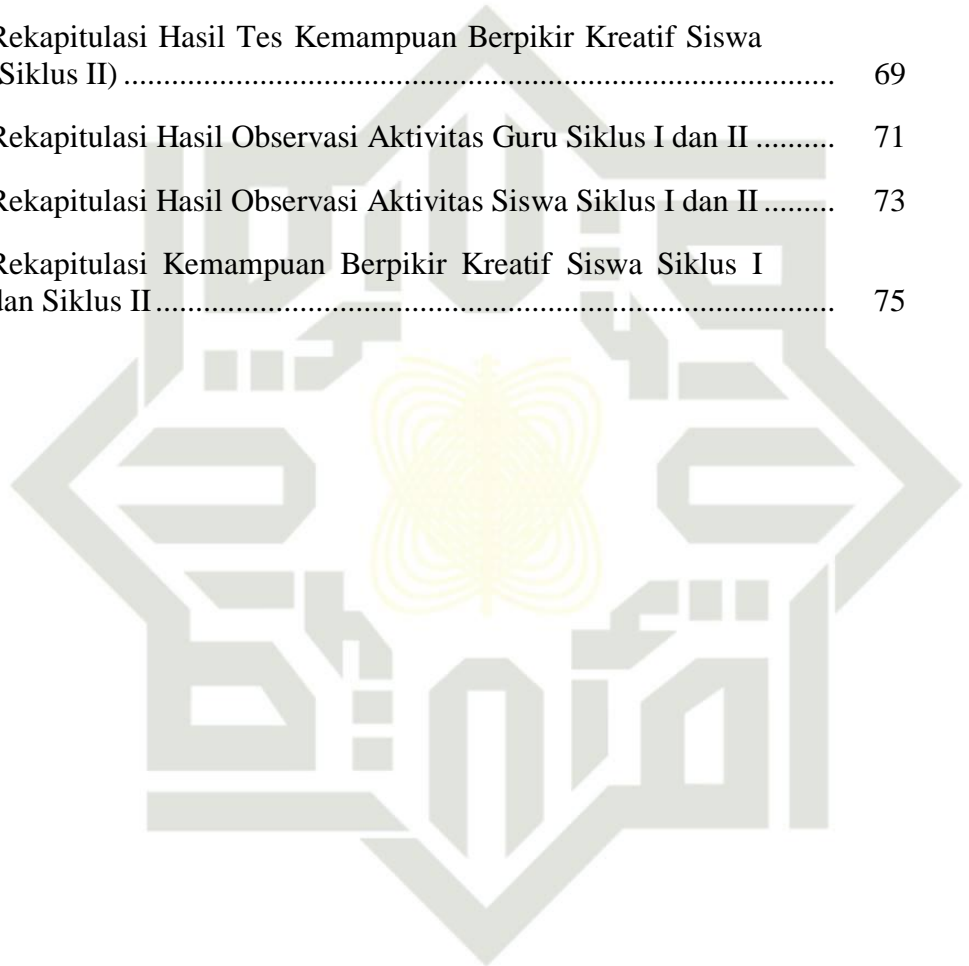 Rekapitulasi Hasil Tes Kemampuan Berpikir Kreatif Siswa
(Siklus II) ........................................................................................................... 69
Rekapitulasi Hasil Observasi Aktivitas Guru Siklus I dan II .......... 71
Rekapitulasi Hasil Observasi Aktivitas Siswa Siklus I dan II ......... 73
Rekapitulasi Kemampuan Berpikir Kreatif Siswa Siklus I
dan Siklus II ...................................................................................................... 75